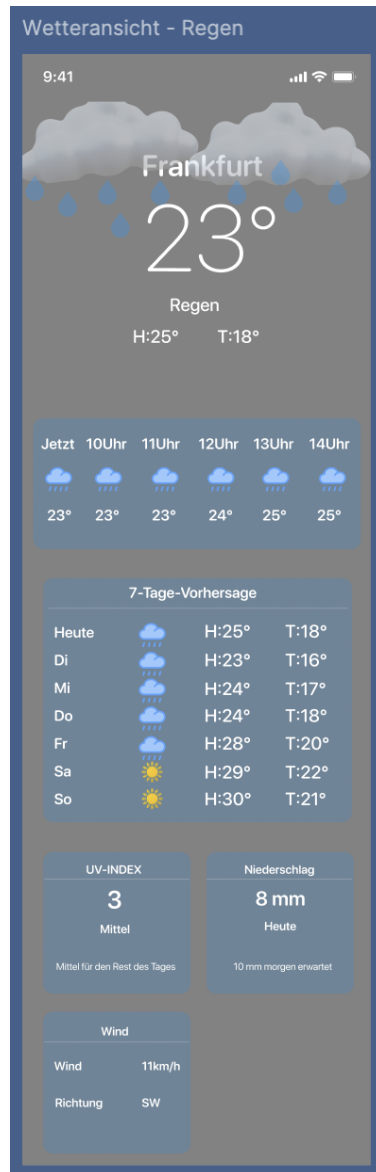 Wetteransicht - Regen
9:41
Frankfurt
23°
Regen
H:25° T:18°
Jetzt 10Uhr 11Uhr 12Uhr 13Uhr 14Uhr
23° 23° 23° 24° 25° 25°
7-Tage-Vorhersage
Heute H:25° T:18°
Di H:23° T:16°
Mi H:24° T:17°
Do H:24° T:18°
Fr H:28° T:20°
Sa H:29° T:22°
So H:30° T:21°
UV-INDEX
3
Mittel
Mittel für den Rest des Tages
Niederschlag
8 mm
Heute
10 mm morgen erwartet
Wind
Wind 11km/h
Richtung SW